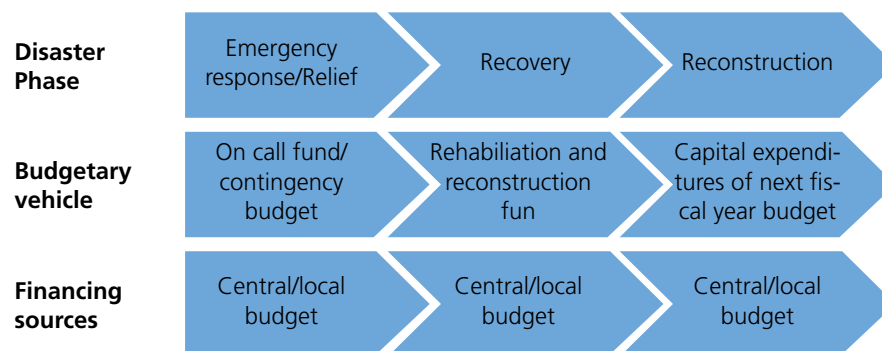 Disaster
Phase
Emergency
response/Relief
Recovery
Reconstruction
Budgetary
vehicle
On call fund/
contingency
budget
Rehabiliation and
reconstruction
fun
Capital expendi-
tures of next fis-
cal year budget
Financing
sources
Central/local
budget
Central/local
budget
Central/local
budget